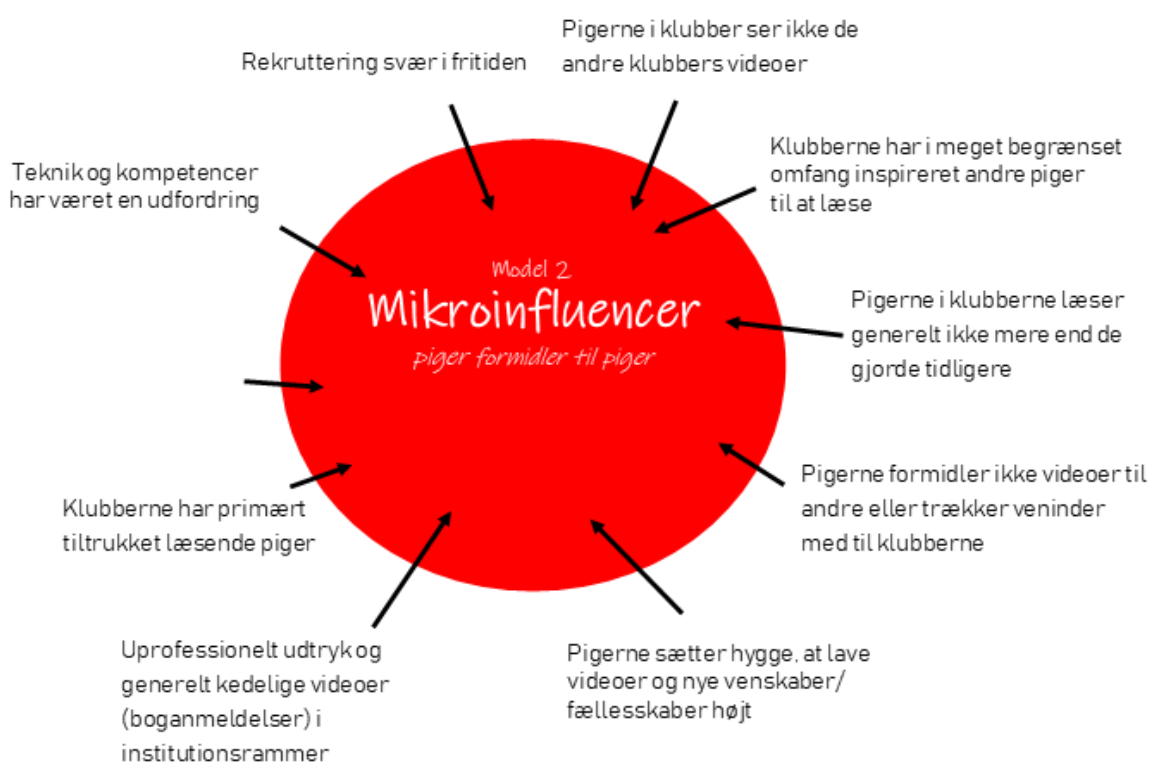 Rekruttering svær i fritiden
Pigerne i klubber ser ikke de
andre klubbers videoer
Teknik og kompetencer
har været en udfordring
Klubberne har i meget begrænset
omfang inspireret andre piger
til at læse
Model 2
Mikroinfluencer
piger formidler til piger
Pigerne i klubberne læser
generelt ikke mere end de
gjorde tidligere
Klubberne har primært
tiltrukket læsende piger
Pigerne formidler ikke videoer til
andre eller trækker veninder
med til klubberne
Uprofessionelt udtryk og
generelt kedelige videoer
(boganmeldelser) i
institutionsrammer
Pigerne sætter hygge, at lave
videoer og nye venskaber/
fællesskaber højt